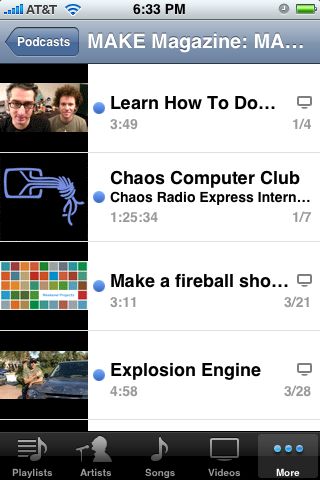 AT&T 6:33 PM
Podcasts MAKE Magazine: MA...
Learn How To Do...
3:49 1/4
Chaos Computer Club
Chaos Radio Express Intern...
1:25:34 1/7
Make a fireball sho...
3:11 3/21
Weekend Projects
Explosion Engine
4:58 3/28
Playlists Artists Songs Videos More